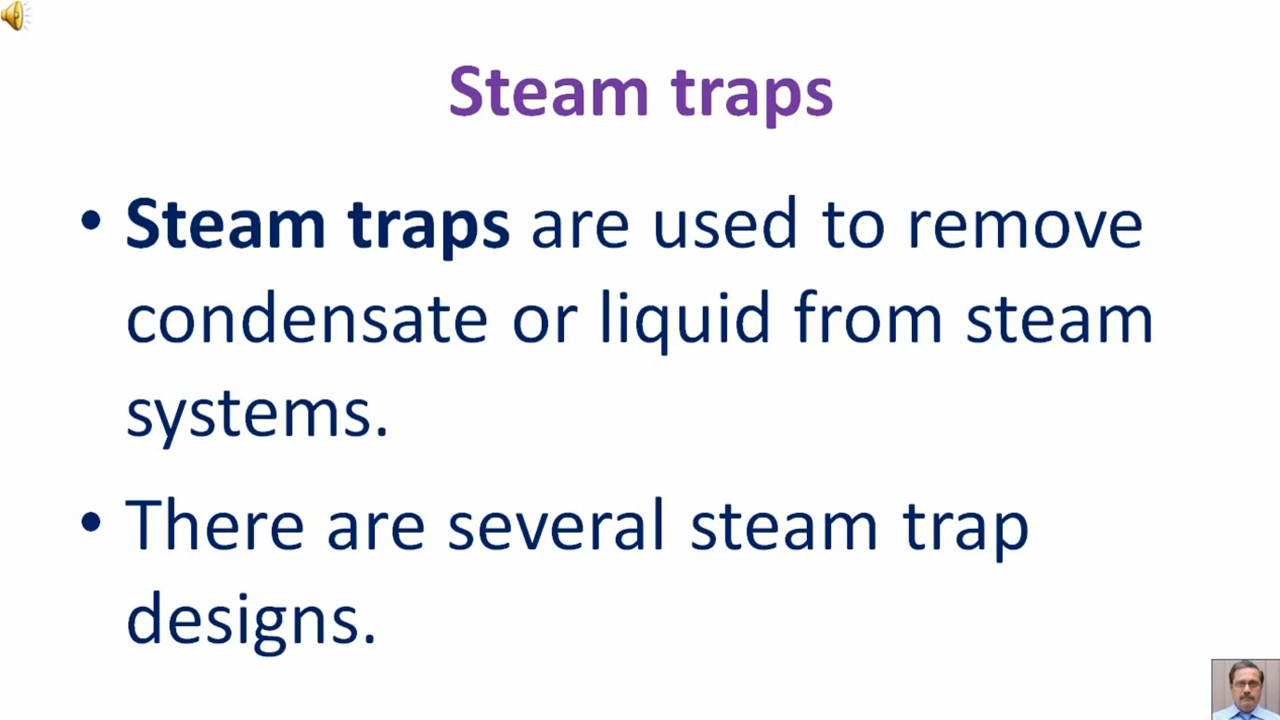 Steam traps
• Steam traps are used to remove
condensate or liquid from steam
systems.
• There are several steam trap
designs.